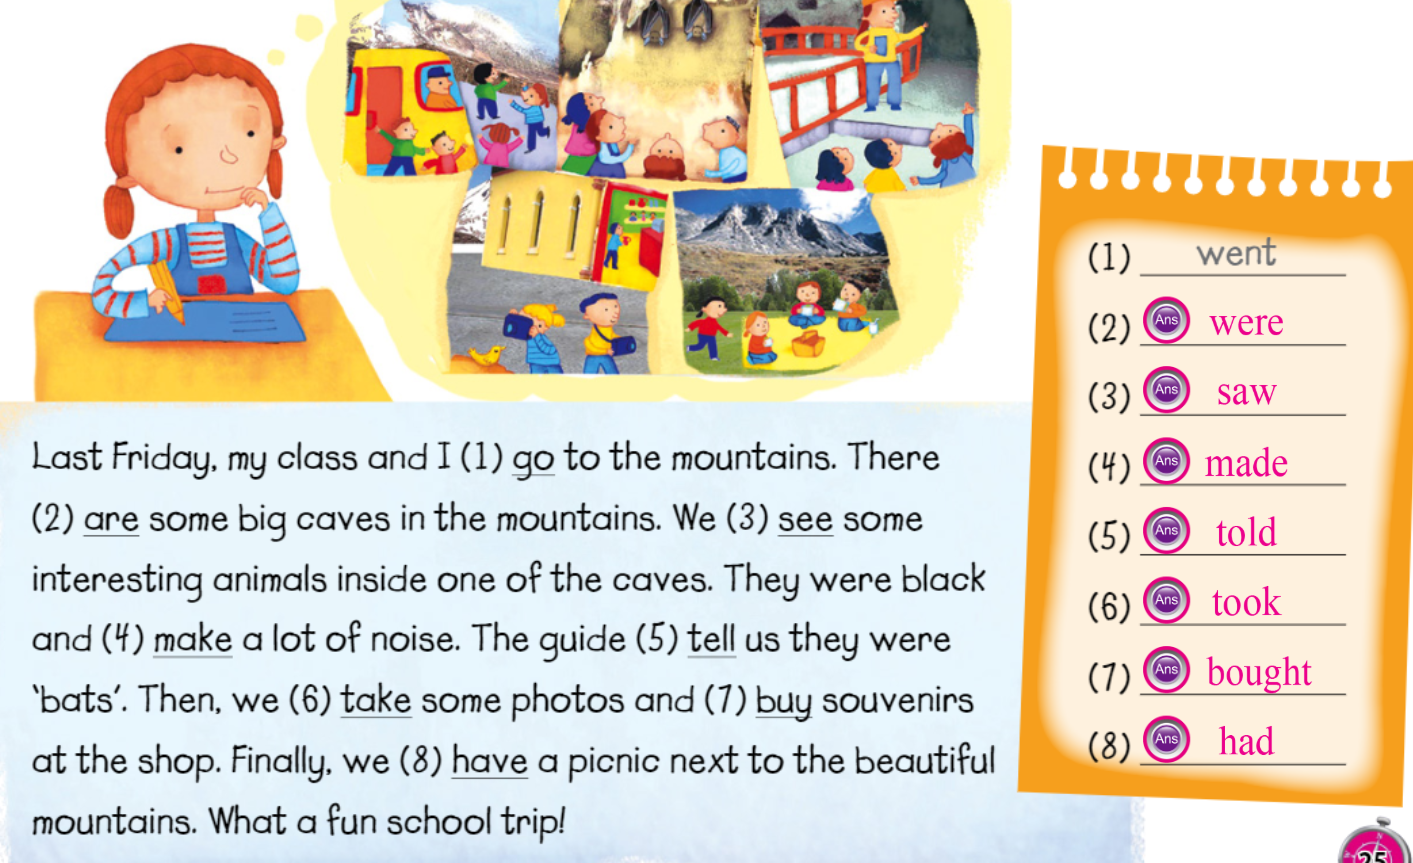 Last Friday, my class and I (1) go to the mountains. There
(2) are some big caves in the mountains. We (3) see some
interesting animals inside one of the caves. They were black
and (4) make a lot of noise. The guide (5) tell us they were
‘bats’. Then, we (6) take some photos and (7) buy souvenirs
at the shop. Finally, we (8) have a picnic next to the beautiful
mountains. What a fun school trip!
(1) went
(2) Ans were
(3) Ans saw
(4) Ans made
(5) Ans told
(6) Ans took
(7) Ans bought
(8) Ans had
N
25